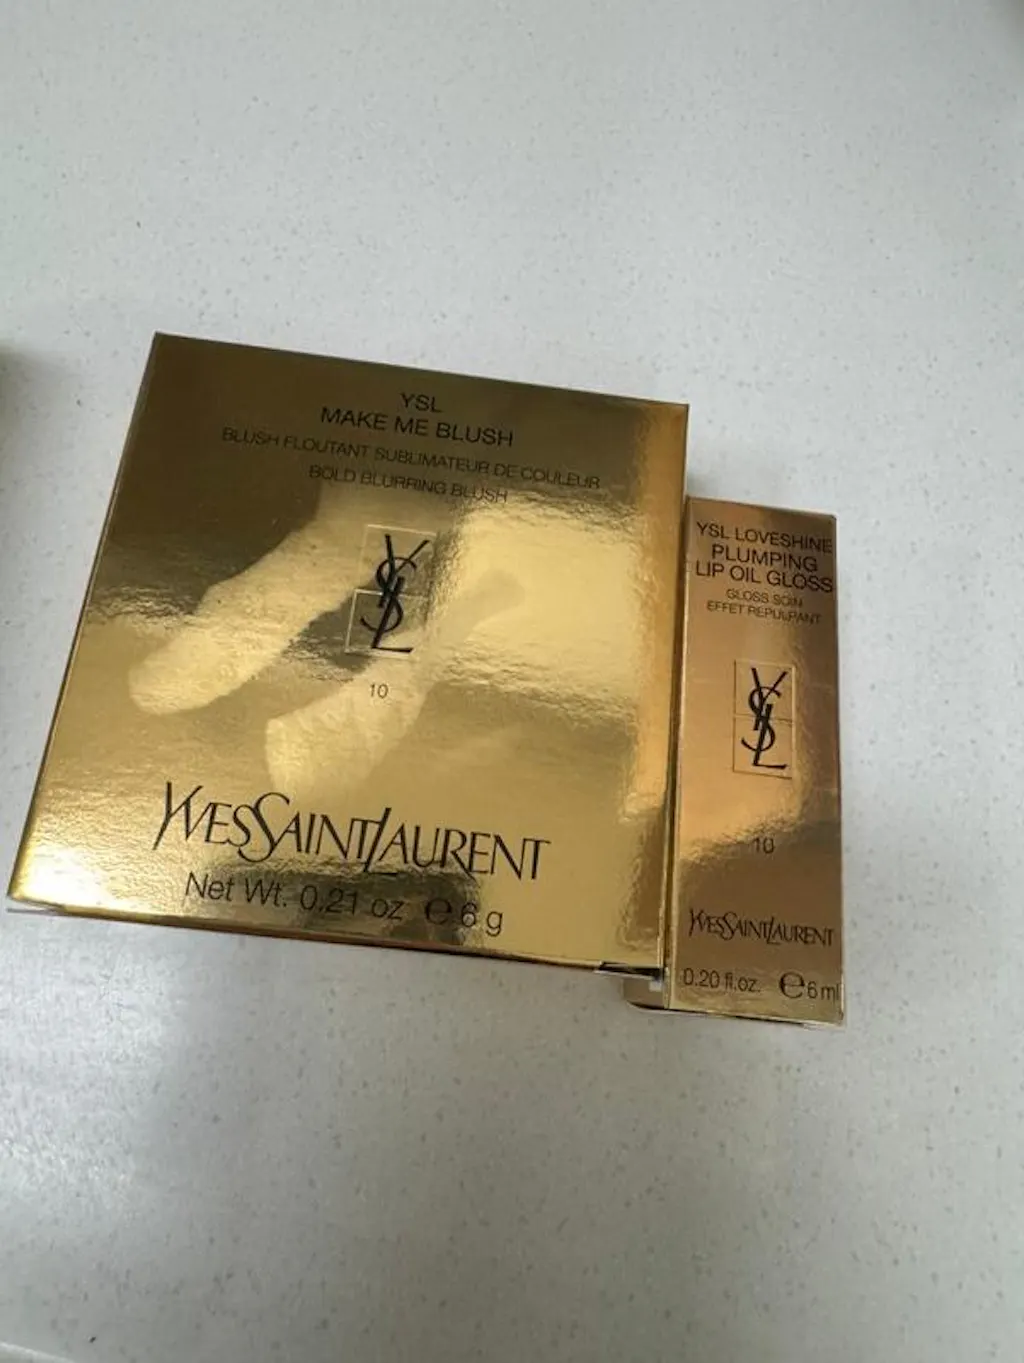 YSL
MAKE ME BLUSH
BLUSH FLOUTANT SUBLIMATEUR DE COULEUR
BOLD BLURRING BLUSH
YSL
10
YVESSAINTLAURENT
Net Wt. 0.21 oz ℮ 6 g
YSL LOVESHINE
PLUMPING
LIP OIL GLOSS
GLOSS SOIN
EFFET REPULPANT
YSL
10
YVESSAINTLAURENT
0.20 fl.oz. ℮ 6 ml